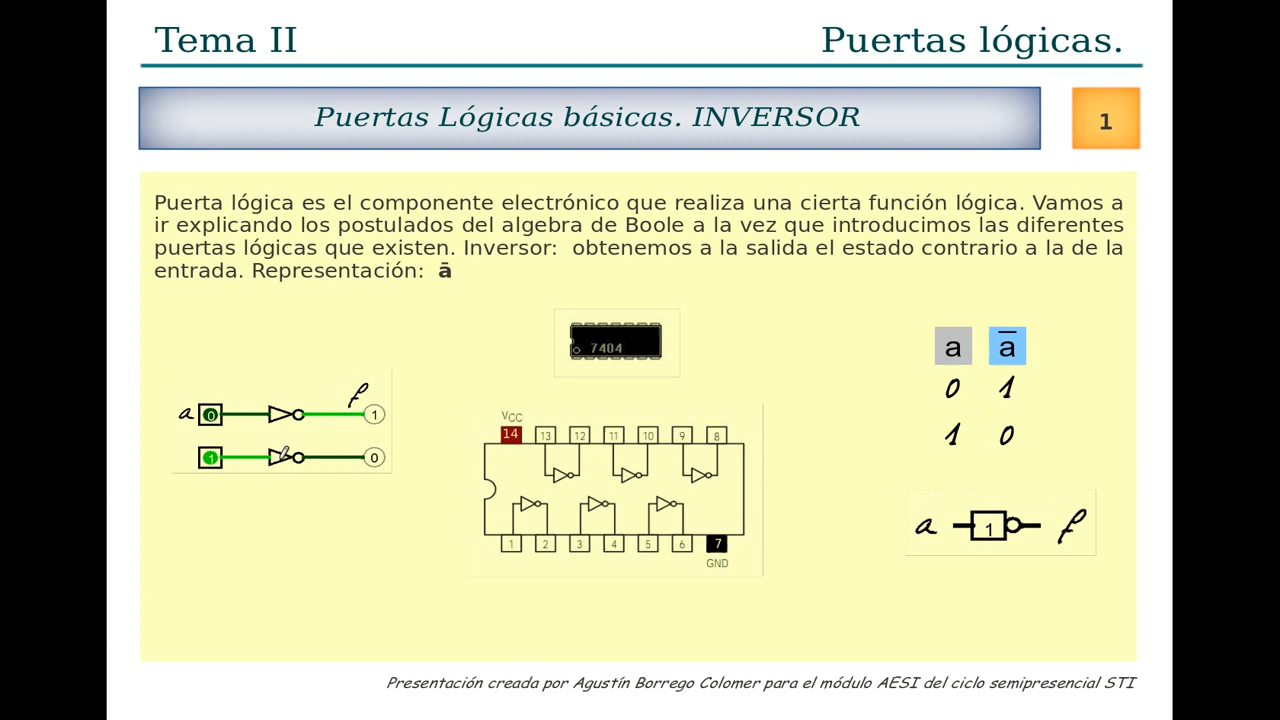 Tema II
Puertas lógicas.
Puertas Lógicas básicas. INVERSOR
1
Puerta lógica es el componente electrónico que realiza una cierta función lógica. Vamos a
ir explicando los postulados del algebra de Boole a la vez que introducimos las diferentes
puertas lógicas que existen. Inversor:  obtenemos a la salida el estado contrario a la de la
entrada. Representación:  ā
7404
a ā
0 1
1 0
f
a 0 1
1 0
VCC
14 13 12 11 10 9 8
1 2 3 4 5 6 7
GND
a 1 f
Presentación creada por Agustín Borrego Colomer para el módulo AESI del ciclo semipresencial STI